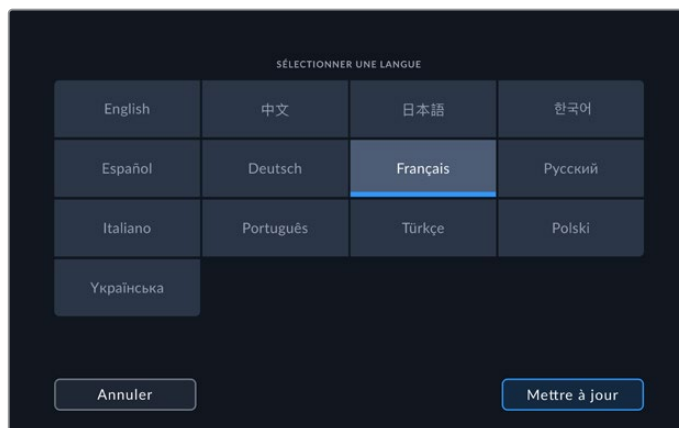 SÉLECTIONNER UNE LANGUE
English 中文 日本語 한국어
Español Deutsch Français Русский
Italiano Português Türkçe Polski
Українська
Annuler Mettre à jour